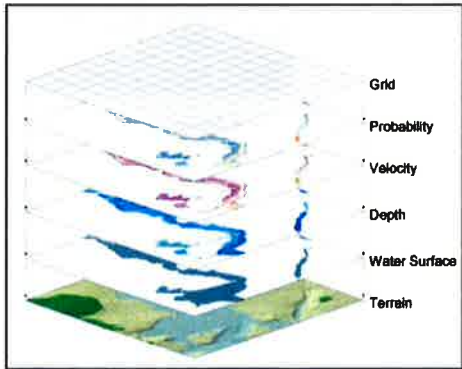 Grid
Probability
Velocity
Depth
Water Surface
Terrain